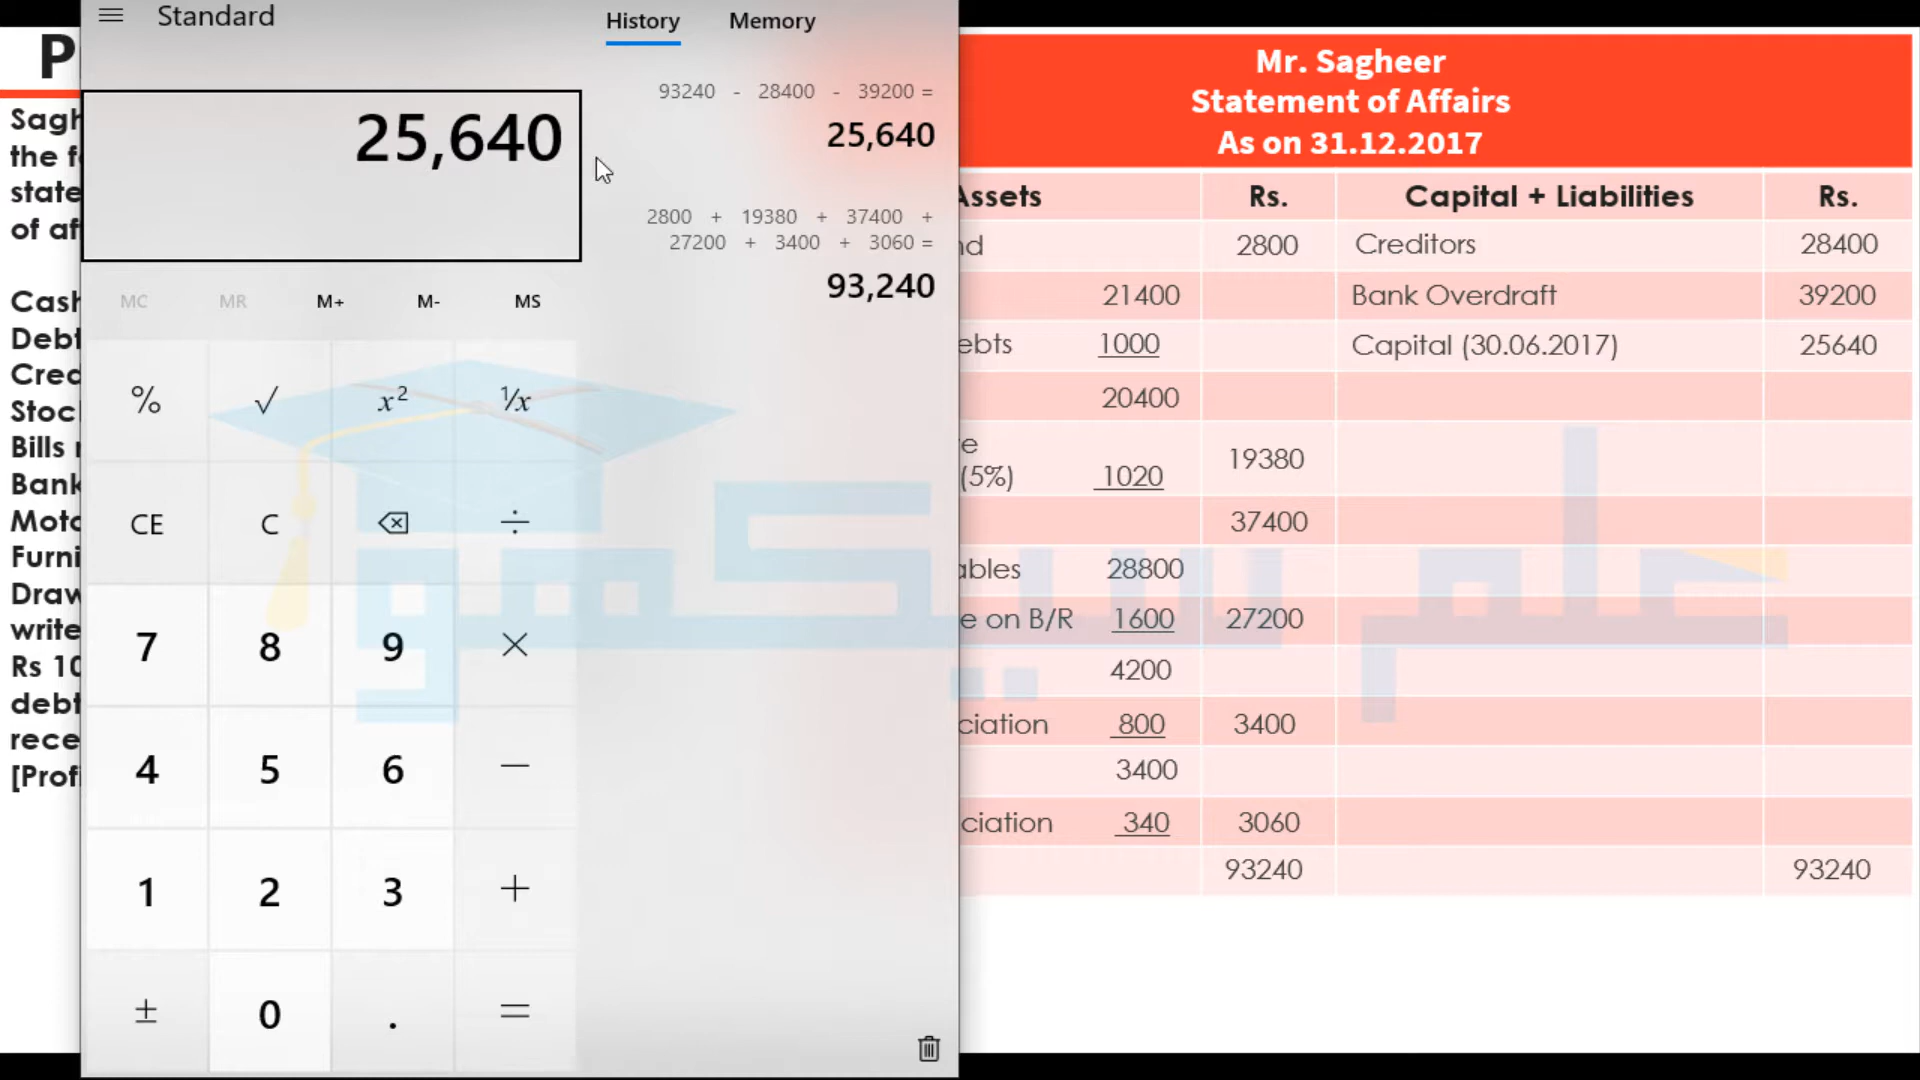 Standard
History Memory
93240 - 28400 - 39200 =
25,640
25,640
2800 + 19380 + 37400 +
27200 + 3400 + 3060 =
93,240
MC MR M+ M- MS
% √ x² ¹/x
CE C ÷
7 8 9 ×
4 5 6 −
1 2 3 +
± 0 . =
P
Sagh
the f
state
of af
Cash
Debt
Cred
Stoc
Bills r
Bank
Moto
Furni
Draw
write
Rs 10
debt
rece
[Profi
Mr. Sagheer
Statement of Affairs
As on 31.12.2017
Assets Rs. Capital + Liabilities Rs.
nd 2800 Creditors 28400
21400 Bank Overdraft 39200
ebts 1000 Capital (30.06.2017) 25640
20400
e
(5%) 1020 19380
37400
ables 28800
e on B/R 1600 27200
4200
ciation 800 3400
3400
ciation 340 3060
93240 93240
علم سیکھو